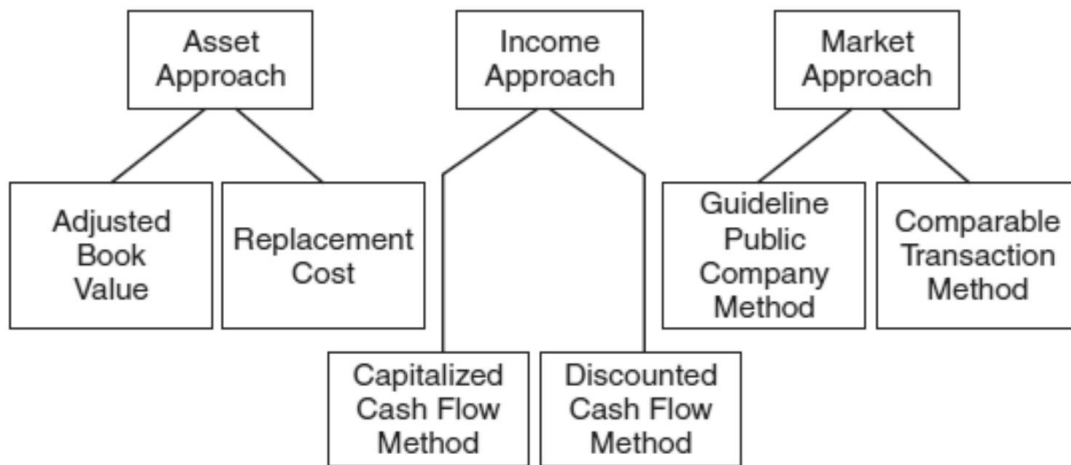 Asset
Approach
Income
Approach
Market
Approach
Adjusted
Book
Value
Replacement
Cost
Guideline
Public
Company
Method
Comparable
Transaction
Method
Capitalized
Cash Flow
Method
Discounted
Cash Flow
Method